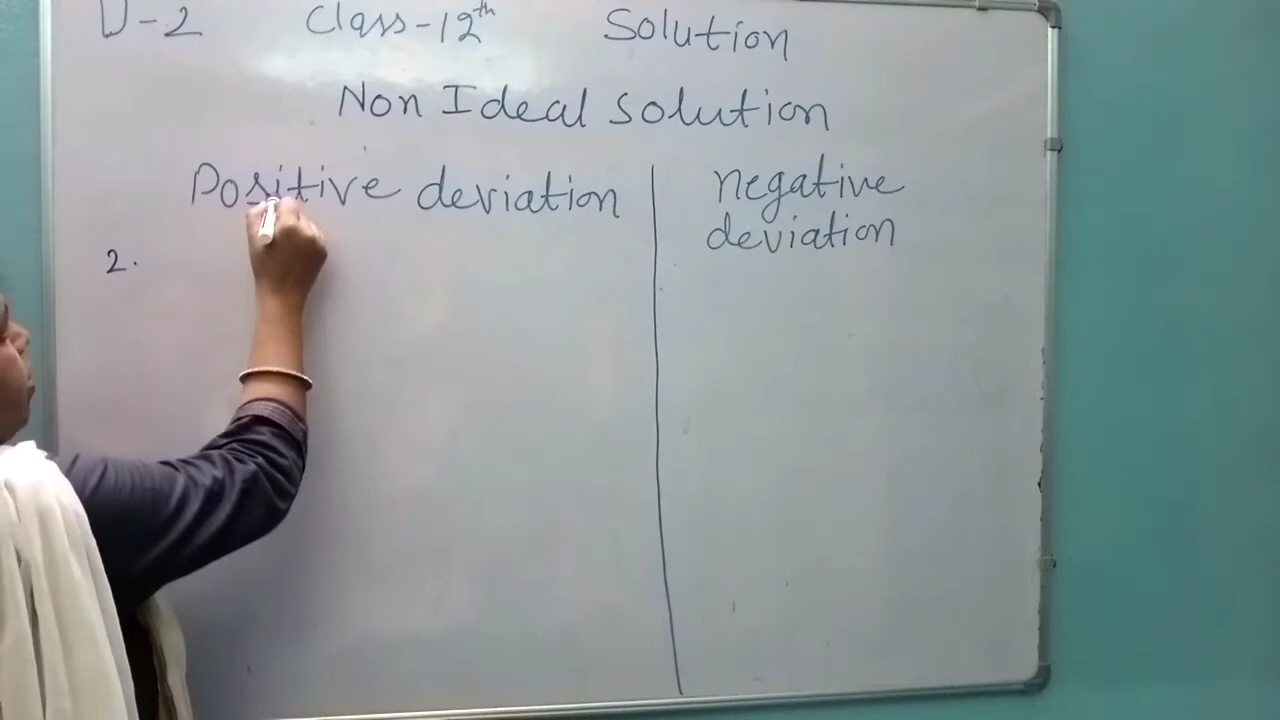 U-2 Class-12th Solution
Non Ideal Solution
Positive deviation negative deviation
2.